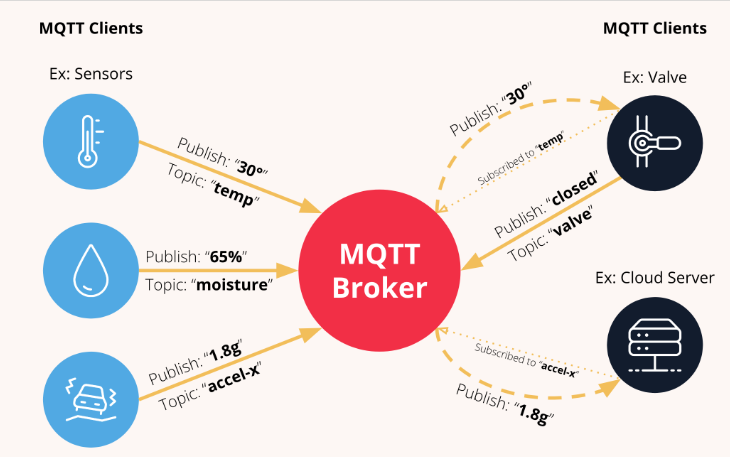 MQTT Clients
MQTT Clients
Ex: Sensors
Ex: Valve
Publish: “30°”
Topic: “temp”
Publish: “30°”
Subscribed to “temp”
Publish: “closed”
Topic: “valve”
Publish: “65%”
Topic: “moisture”
MQTT
Broker
Ex: Cloud Server
Publish: “1.8g”
Topic: “accel-x”
Subscribed to “accel-x”
Publish: “1.8g”